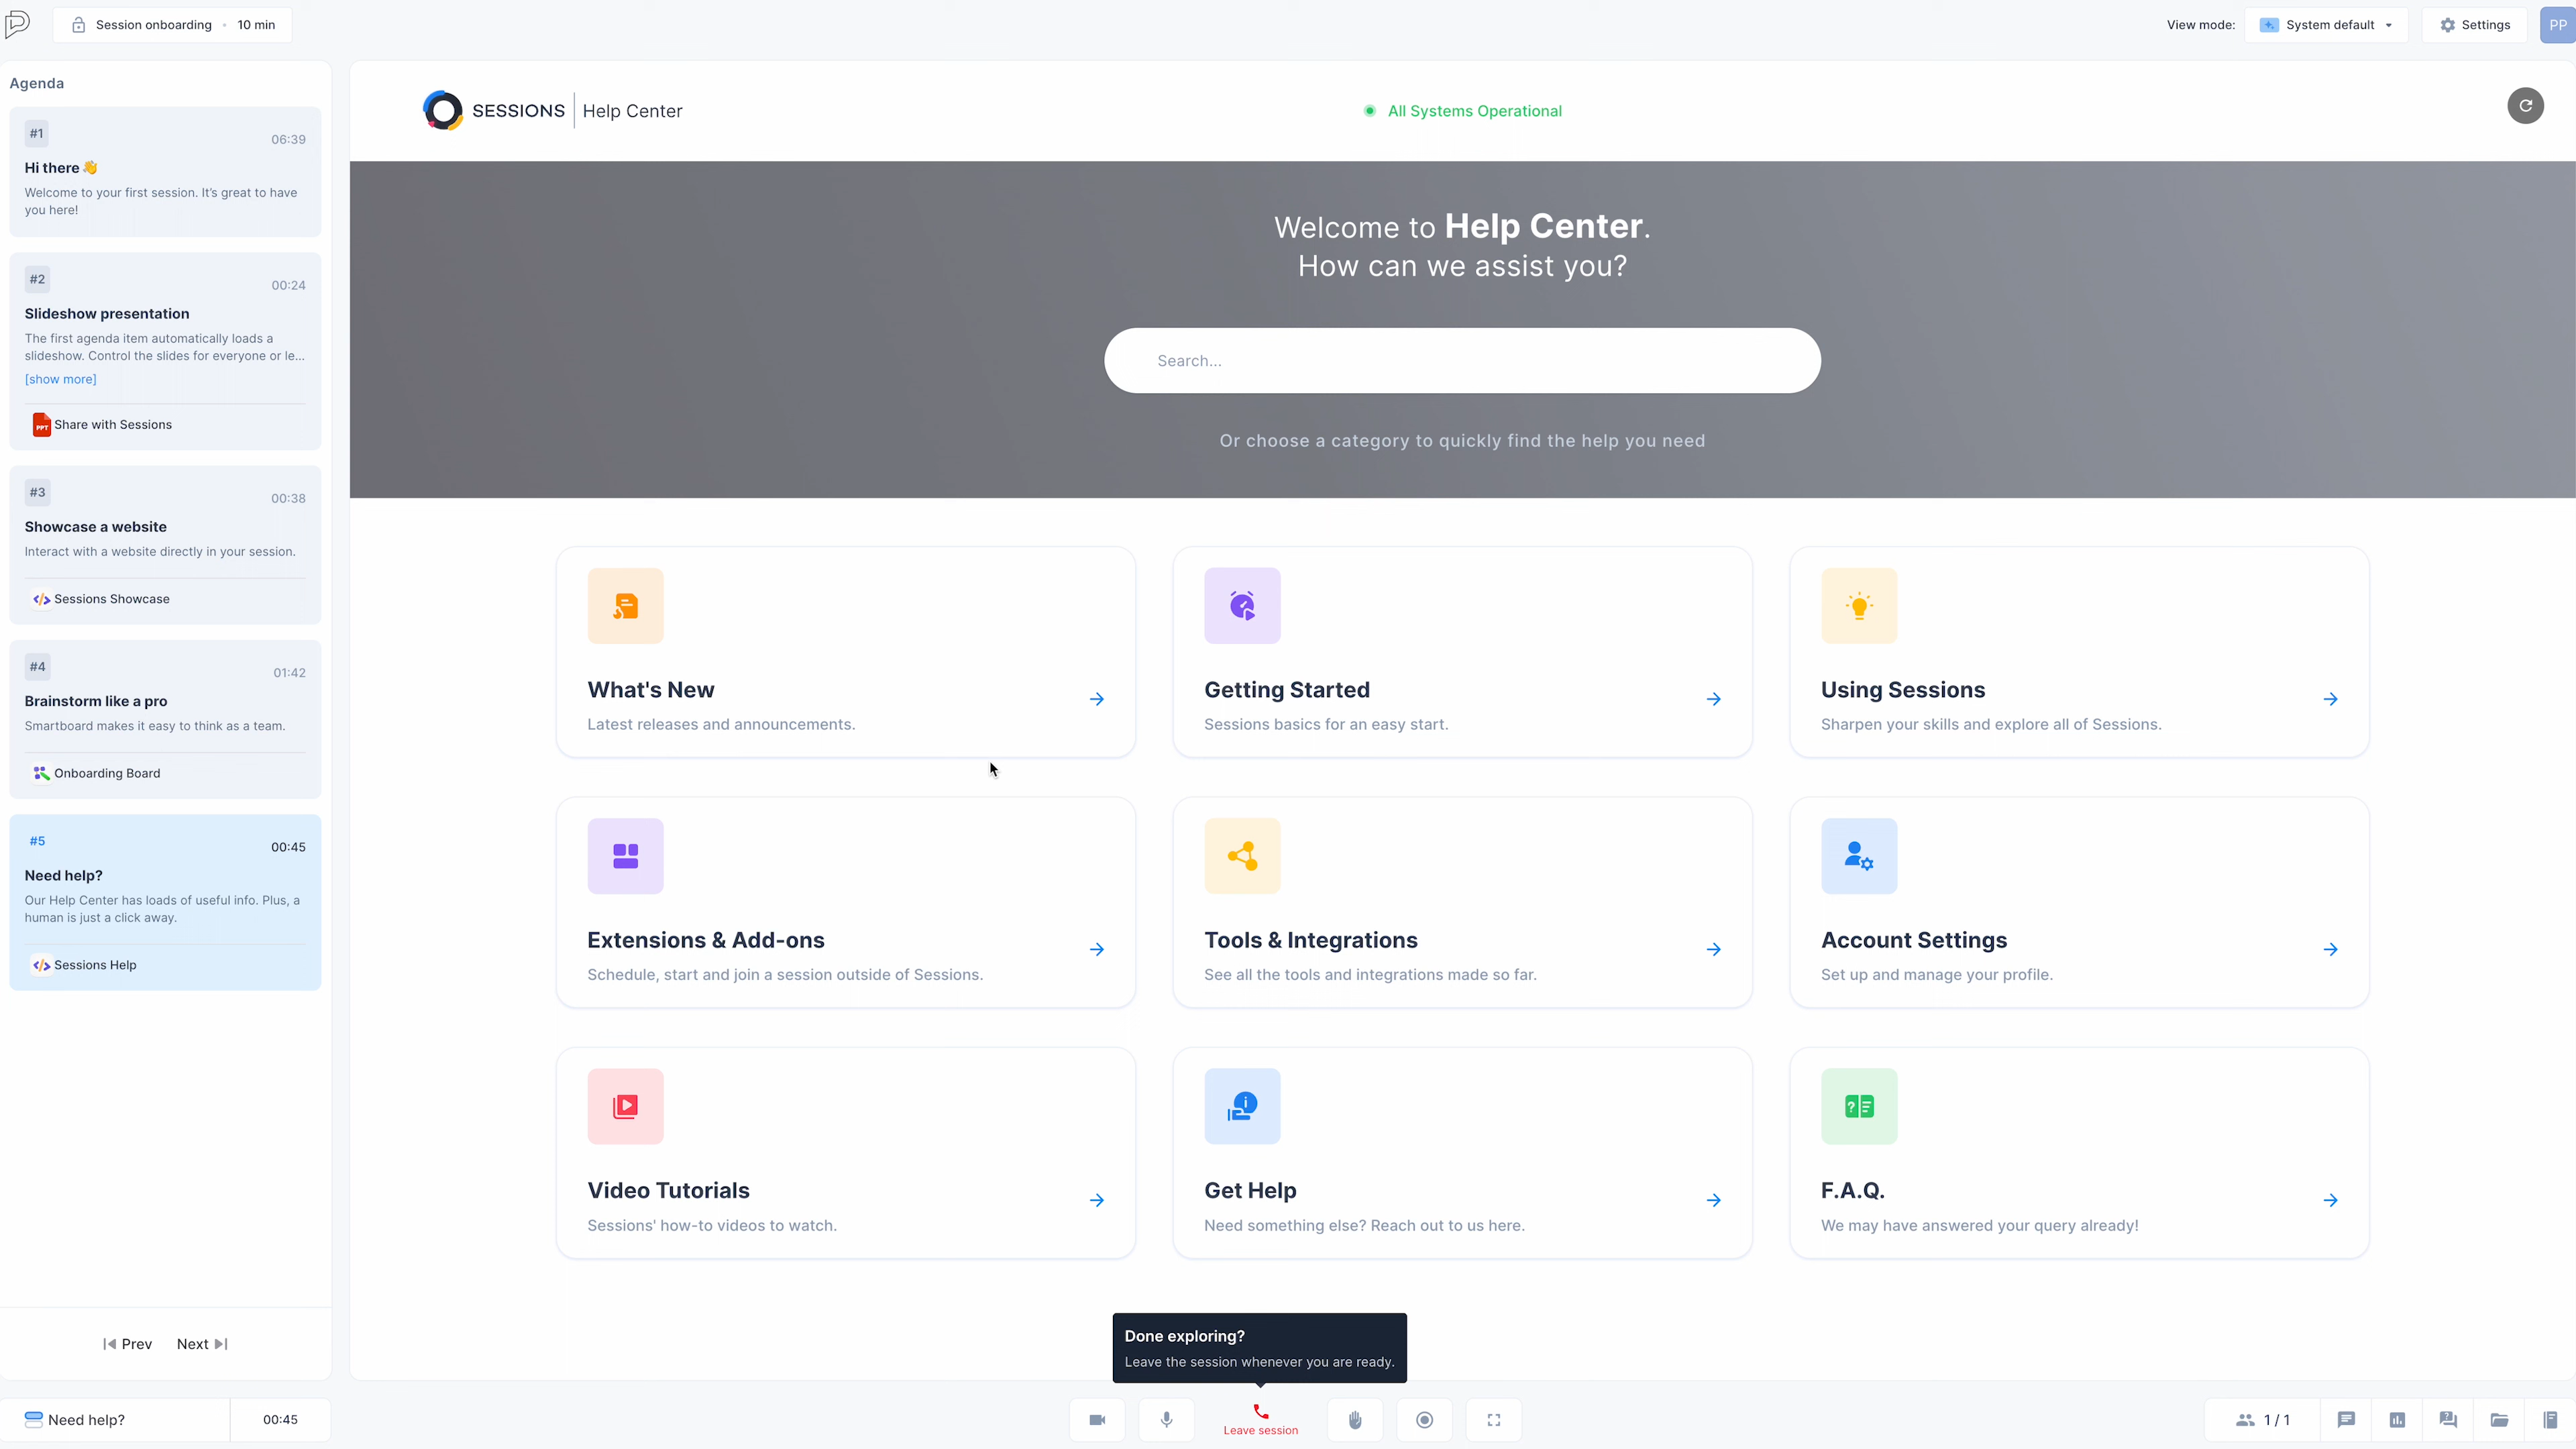 Session onboarding • 10 min
View mode:
System default
Settings
PP
Agenda
#1
06:39
Hi there 👋
Welcome to your first session. It's great to have
you here!
#2
00:24
Slideshow presentation
The first agenda item automatically loads a
slideshow. Control the slides for everyone or le...
[show more]
PPT
Share with Sessions
#3
00:38
Showcase a website
Interact with a website directly in your session.
Sessions Showcase
#4
01:42
Brainstorm like a pro
Smartboard makes it easy to think as a team.
Onboarding Board
#5
00:45
Need help?
Our Help Center has loads of useful info. Plus, a
human is just a click away.
Sessions Help
Prev
Next
Need help?
00:45
SESSIONS | Help Center
All Systems Operational
Welcome to Help Center.
How can we assist you?
Search...
Or choose a category to quickly find the help you need
What's New
Latest releases and announcements.
Getting Started
Sessions basics for an easy start.
Using Sessions
Sharpen your skills and explore all of Sessions.
Extensions & Add-ons
Schedule, start and join a session outside of Sessions.
Tools & Integrations
See all the tools and integrations made so far.
Account Settings
Set up and manage your profile.
Video Tutorials
Sessions' how-to videos to watch.
Get Help
Need something else? Reach out to us here.
F.A.Q.
We may have answered your query already!
Done exploring?
Leave the session whenever you are ready.
Leave session
1 / 1